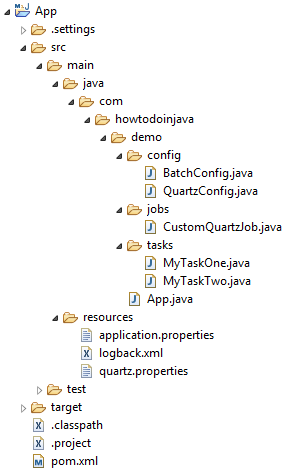 App
.settings
src
main
java
com
howtodoinjava
demo
config
BatchConfig.java
QuartzConfig.java
jobs
CustomQuartzJob.java
tasks
MyTaskOne.java
MyTaskTwo.java
App.java
resources
application.properties
logback.xml
quartz.properties
test
target
.classpath
.project
pom.xml